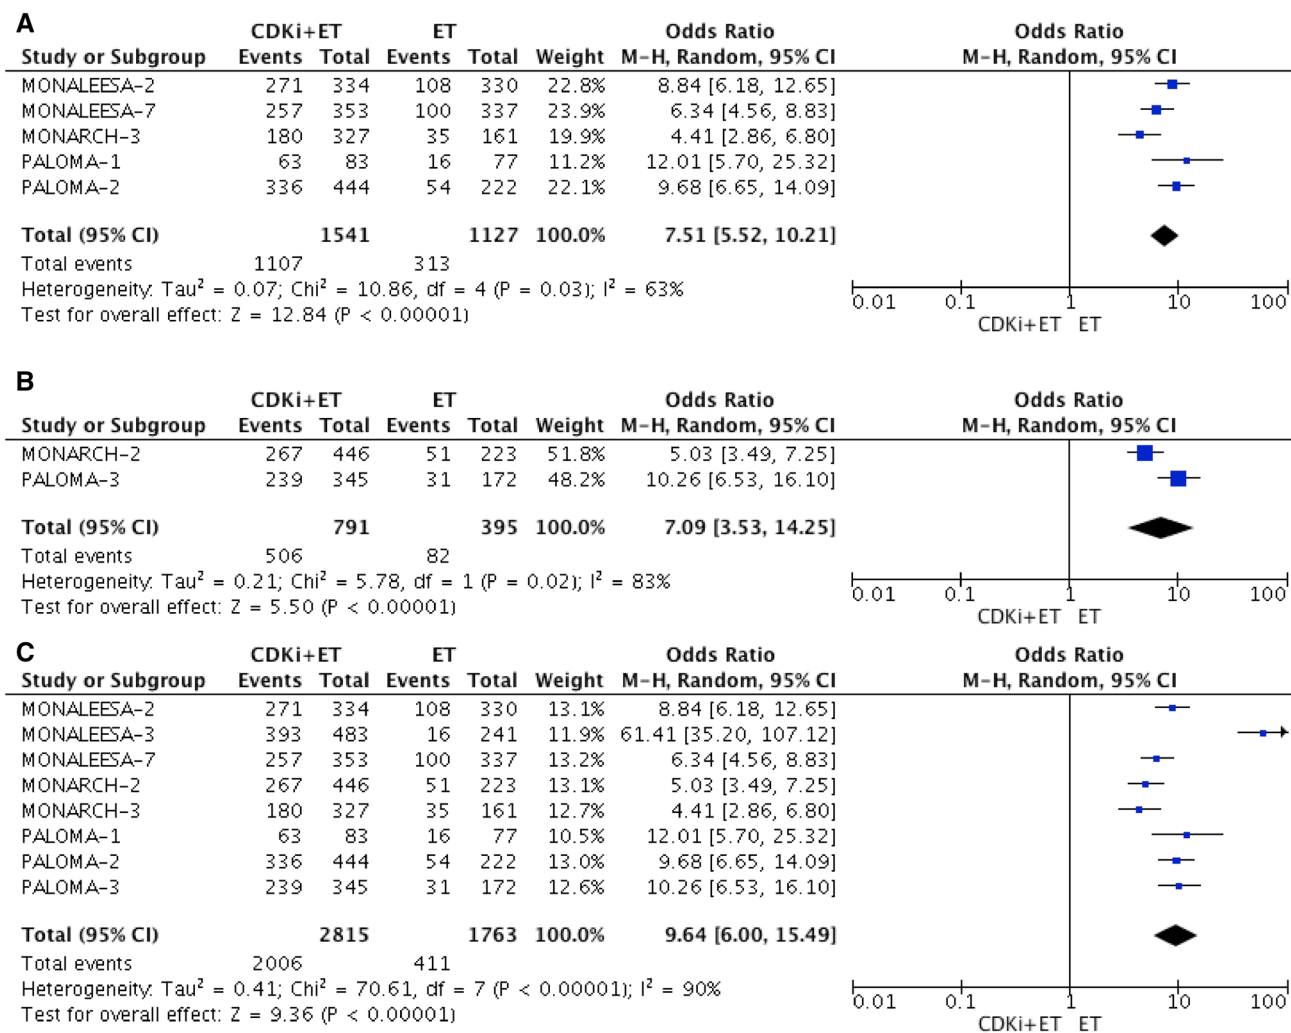 A
CDKi+ET ET Odds Ratio Odds Ratio
Study or Subgroup Events Total Events Total Weight M-H, Random, 95% CI M-H, Random, 95% CI
MONALEESA-2 271 334 108 330 22.8% 8.84 [6.18, 12.65]
MONALEESA-7 257 353 100 337 23.9% 6.34 [4.56, 8.83]
MONARCH-3 180 327 35 161 19.9% 4.41 [2.86, 6.80]
PALOMA-1 63 83 16 77 11.2% 12.01 [5.70, 25.32]
PALOMA-2 336 444 54 222 22.1% 9.68 [6.65, 14.09]
Total (95% CI) 1541 1127 100.0% 7.51 [5.52, 10.21]
Total events 1107 313
Heterogeneity: Tau² = 0.07; Chi² = 10.86, df = 4 (P = 0.03); I² = 63%
Test for overall effect: Z = 12.84 (P < 0.00001)
0.01 0.1 1 10 100
CDKi+ET ET
B
CDKi+ET ET Odds Ratio Odds Ratio
Study or Subgroup Events Total Events Total Weight M-H, Random, 95% CI M-H, Random, 95% CI
MONARCH-2 267 446 51 223 51.8% 5.03 [3.49, 7.25]
PALOMA-3 239 345 31 172 48.2% 10.26 [6.53, 16.10]
Total (95% CI) 791 395 100.0% 7.09 [3.53, 14.25]
Total events 506 82
Heterogeneity: Tau² = 0.21; Chi² = 5.78, df = 1 (P = 0.02); I² = 83%
Test for overall effect: Z = 5.50 (P < 0.00001)
0.01 0.1 1 10 100
CDKi+ET ET
C
CDKi+ET ET Odds Ratio Odds Ratio
Study or Subgroup Events Total Events Total Weight M-H, Random, 95% CI M-H, Random, 95% CI
MONALEESA-2 271 334 108 330 13.1% 8.84 [6.18, 12.65]
MONALEESA-3 393 483 16 241 11.9% 61.41 [35.20, 107.12]
MONALEESA-7 257 353 100 337 13.2% 6.34 [4.56, 8.83]
MONARCH-2 267 446 51 223 13.1% 5.03 [3.49, 7.25]
MONARCH-3 180 327 35 161 12.7% 4.41 [2.86, 6.80]
PALOMA-1 63 83 16 77 10.5% 12.01 [5.70, 25.32]
PALOMA-2 336 444 54 222 13.0% 9.68 [6.65, 14.09]
PALOMA-3 239 345 31 172 12.6% 10.26 [6.53, 16.10]
Total (95% CI) 2815 1763 100.0% 9.64 [6.00, 15.49]
Total events 2006 411
Heterogeneity: Tau² = 0.41; Chi² = 70.61, df = 7 (P < 0.00001); I² = 90%
Test for overall effect: Z = 9.36 (P < 0.00001)
0.01 0.1 1 10 100
CDKi+ET ET